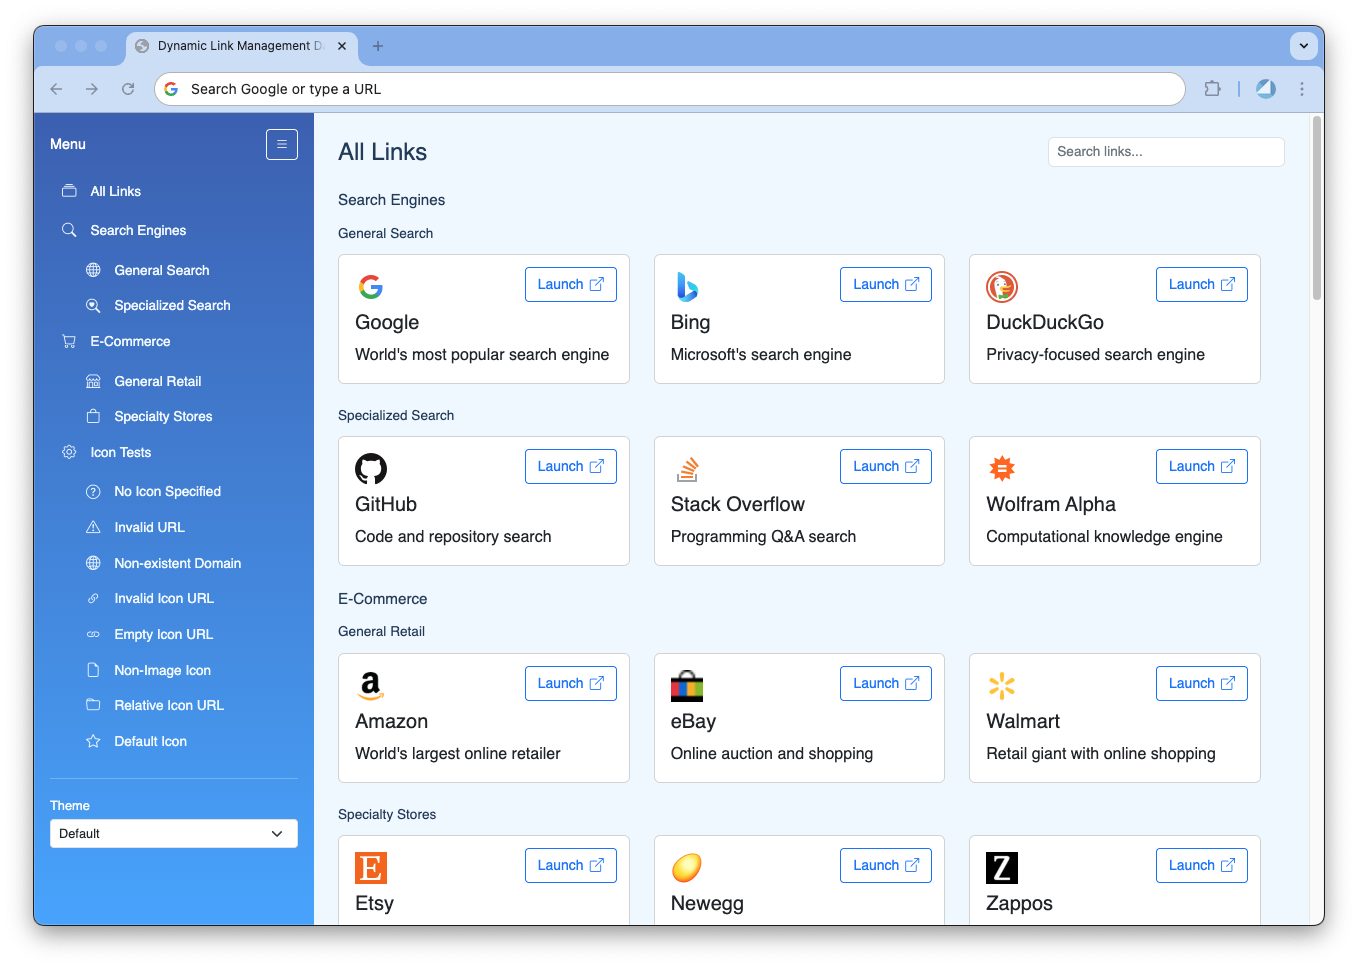 Dynamic Link Management D
Search Google or type a URL
Menu
All Links
Search Engines
General Search
Specialized Search
E-Commerce
General Retail
Specialty Stores
Icon Tests
No Icon Specified
Invalid URL
Non-existent Domain
Invalid Icon URL
Empty Icon URL
Non-Image Icon
Relative Icon URL
Default Icon
Theme
Default
All Links
Search links...
Search Engines
General Search
Launch
Google
World's most popular search engine
Launch
Bing
Microsoft's search engine
Launch
DuckDuckGo
Privacy-focused search engine
Specialized Search
Launch
GitHub
Code and repository search
Launch
Stack Overflow
Programming Q&A search
Launch
Wolfram Alpha
Computational knowledge engine
E-Commerce
General Retail
Launch
Amazon
World's largest online retailer
Launch
eBay
Online auction and shopping
Launch
Walmart
Retail giant with online shopping
Specialty Stores
Launch
Etsy
Launch
Newegg
Launch
Zappos